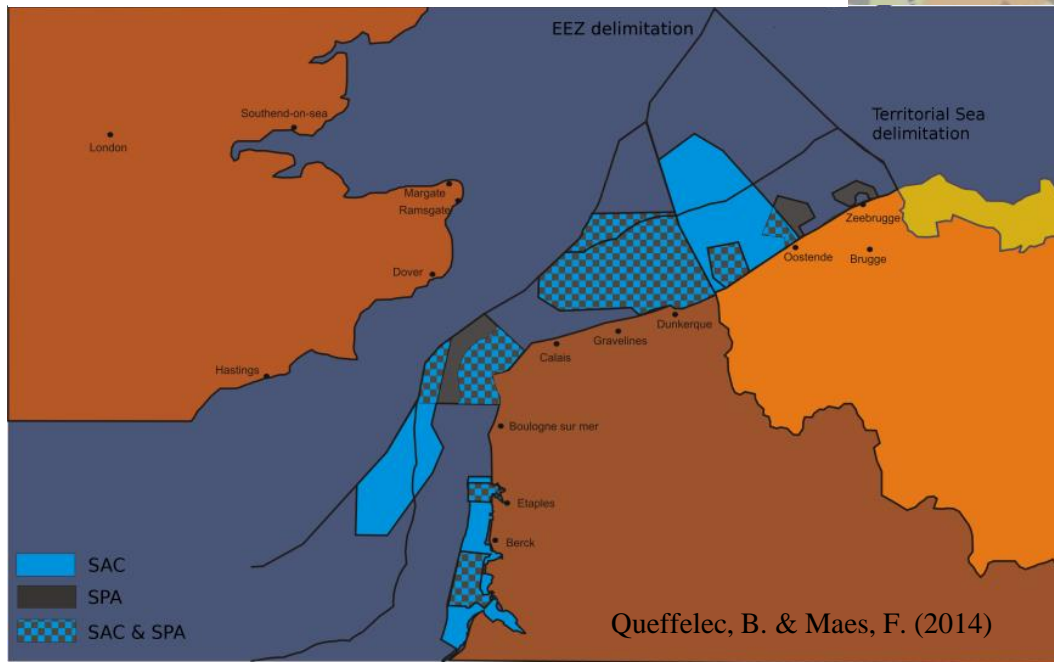 EEZ delimitation
Territorial Sea
delimitation
Southend-on-sea
London
Margate
Ramsgate
Zeebrugge
Oostende
Brugge
Dover
Dunkerque
Gravelines
Calais
Hastings
Boulogne sur mer
Etaples
Berck
SAC
SPA
SAC & SPA
Queffelec, B. & Maes, F. (2014)